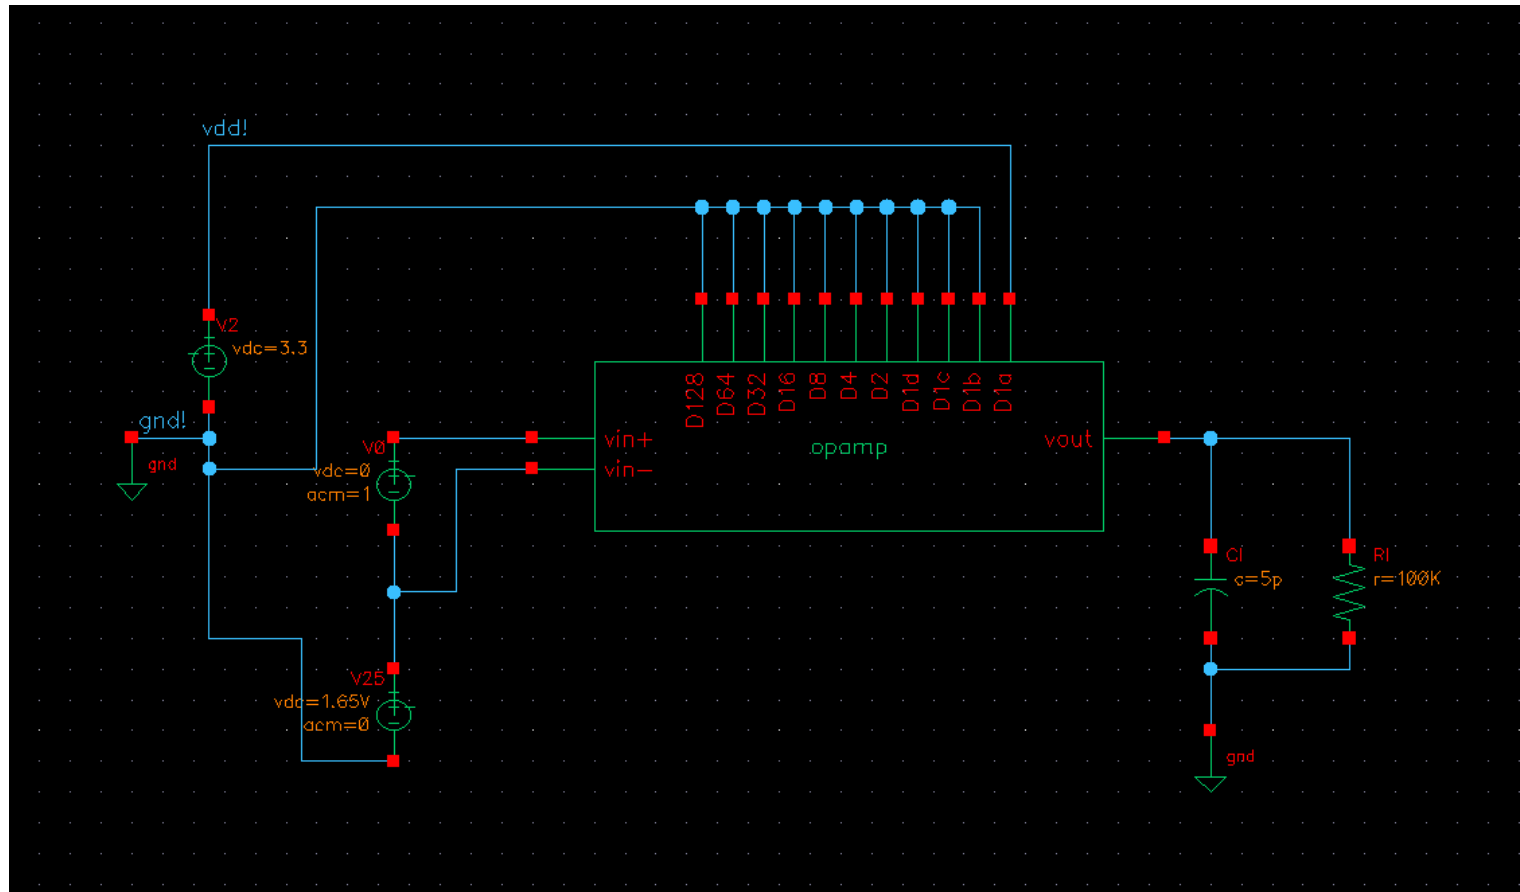 vdd!
V2
vdc=3.3
gnd!
gnd
V0
vdc=0
acm=1
V25
vdc=1.65V
acm=0
D128
D64
D32
D16
D8
D4
D2
D1d
D1c
D1b
D1a
vin+
vin−
opamp
vout
Cl
c=5p
Rl
r=100K
gnd